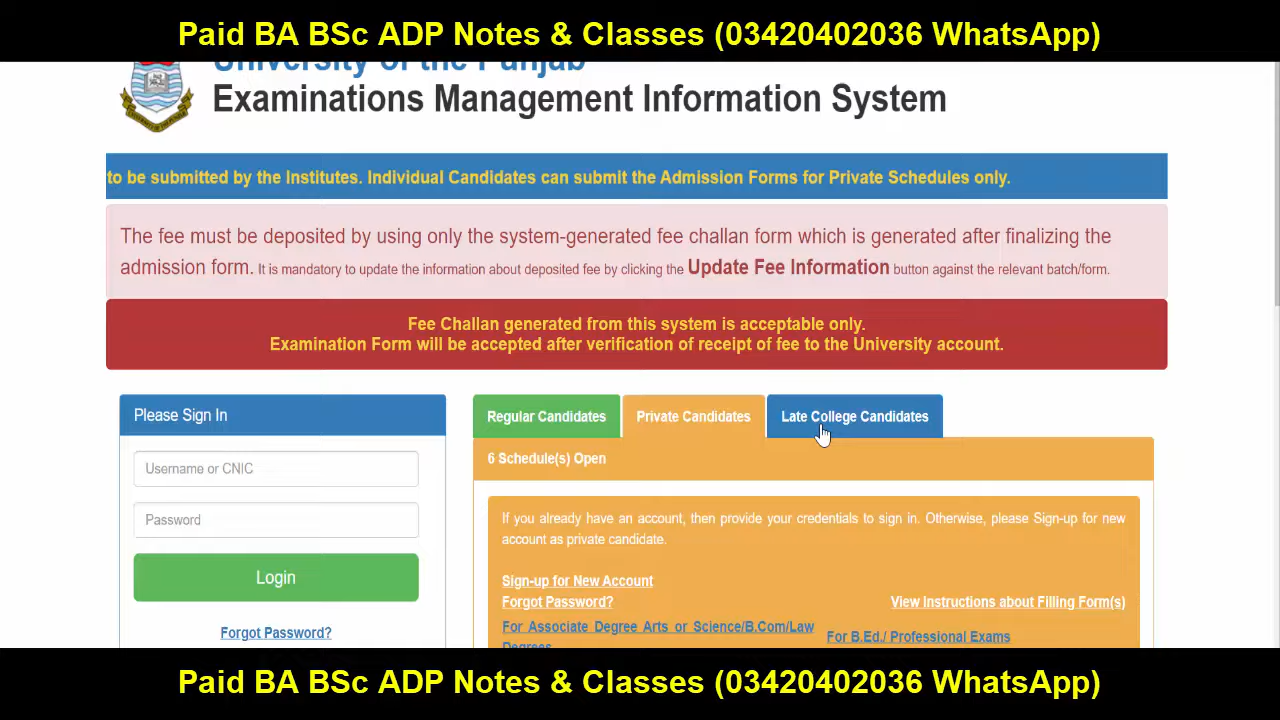 Paid BA BSc ADP Notes & Classes (03420402036 WhatsApp)
University of the Punjab
Examinations Management Information System
to be submitted by the Institutes. Individual Candidates can submit the Admission Forms for Private Schedules only.
The fee must be deposited by using only the system-generated fee challan form which is generated after finalizing the
admission form. It is mandatory to update the information about deposited fee by clicking the Update Fee Information button against the relevant batch/form.
Fee Challan generated from this system is acceptable only.
Examination Form will be accepted after verification of receipt of fee to the University account.
Please Sign In
Username or CNIC
Password
Login
Forgot Password?
Regular Candidates Private Candidates Late College Candidates
6 Schedule(s) Open
If you already have an account, then provide your credentials to sign in. Otherwise, please Sign-up for new
account as private candidate.
Sign-up for New Account
Forgot Password? View Instructions about Filling Form(s)
For Associate Degree Arts or Science/B.Com/Law
Degrees
For B.Ed./ Professional Exams
Paid BA BSc ADP Notes & Classes (03420402036 WhatsApp)